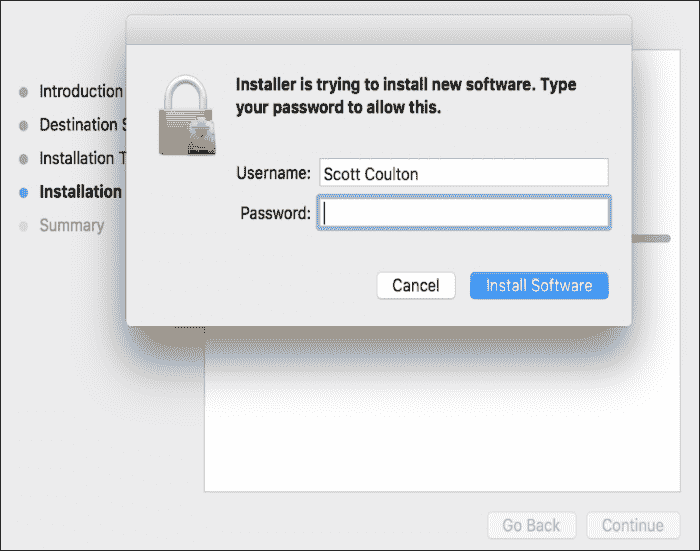 Installer is trying to install new software. Type
your password to allow this.
Introduction
Destination S
Installation T
Installation
Summary
Username: Scott Coulton
Password:
Cancel Install Software
Go Back Continue